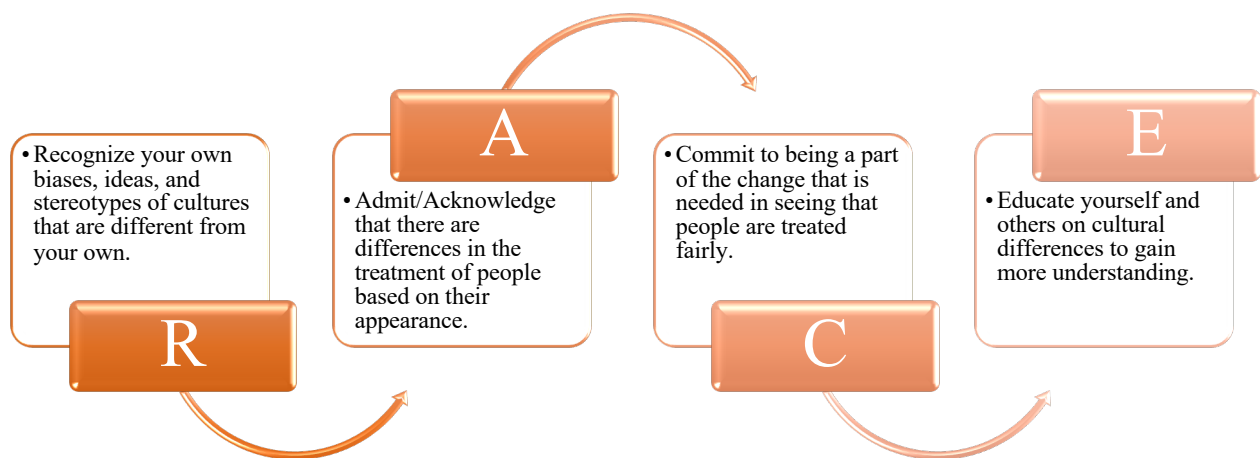 • Recognize your own
biases, ideas, and
stereotypes of cultures
that are different from
your own.
R
A
• Admit/Acknowledge
that there are
differences in the
treatment of people
based on their
appearance.
• Commit to being a part
of the change that is
needed in seeing that
people are treated
fairly.
C
E
• Educate yourself and
others on cultural
differences to gain
more understanding.